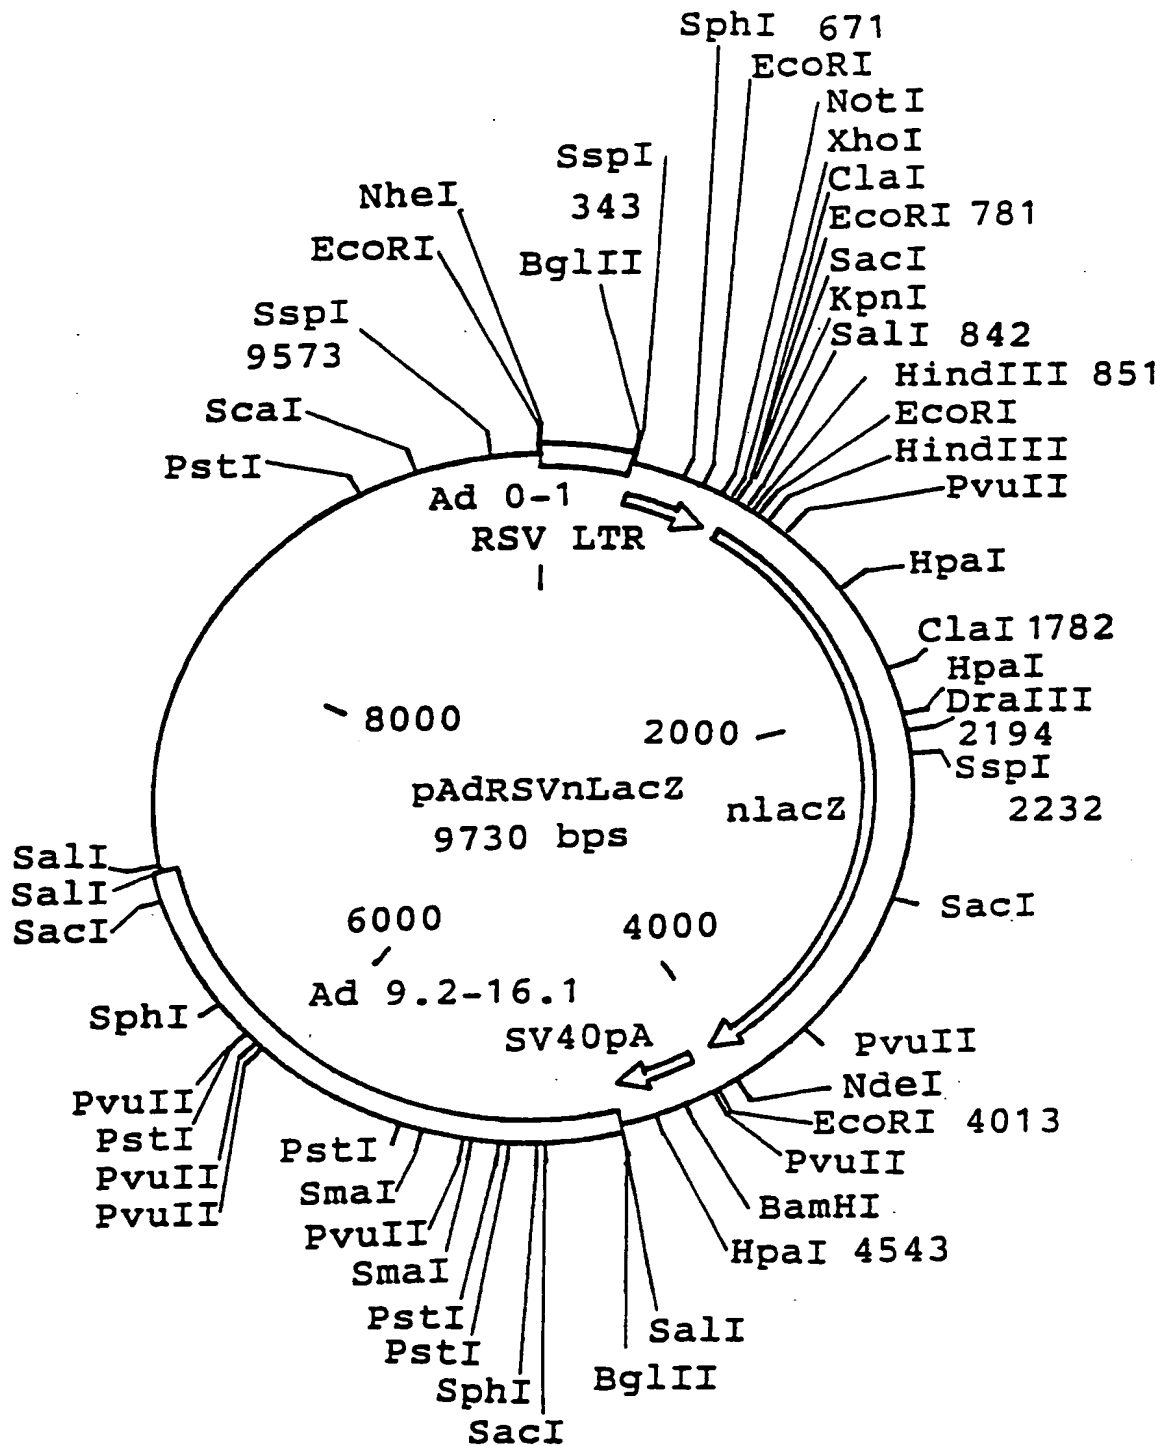 SphI 671
EcoRI
NotI
XhoI
ClaI
EcoRI 781
SacI
KpnI
SalI 842
HindIII 851
EcoRI
HindIII
PvuII
HpaI
ClaI 1782
HpaI
DraIII
2194
SspI
2232
SacI
PvuII
NdeI
EcoRI 4013
PvuII
BamHI
HpaI 4543
SalI
BglII
SacI
SphI
PstI
PstI
SmaI
PvuII
SmaI
PstI
PvuII
PvuII
PstI
PvuII
SphI
SacI
SalI
SalI
PstI
ScaI
SspI
9573
EcoRI
NheI
BglII
SspI
343
Ad 0-1
RSV LTR
8000
2000
pAdRSVnLacZ
9730 bps
nlacZ
6000
4000
Ad 9.2-16.1
SV40pA